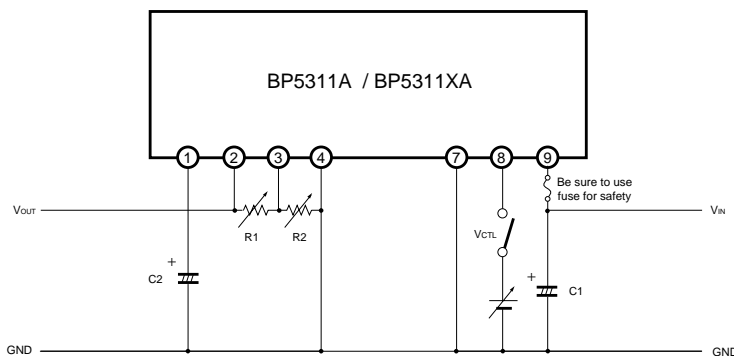 BP5311A / BP5311XA
1 2 3 4 7 8 9
Be sure to use
fuse for safety
VOUT
VIN
R1 R2
VCTL
+
C2
+
C1
GND
GND